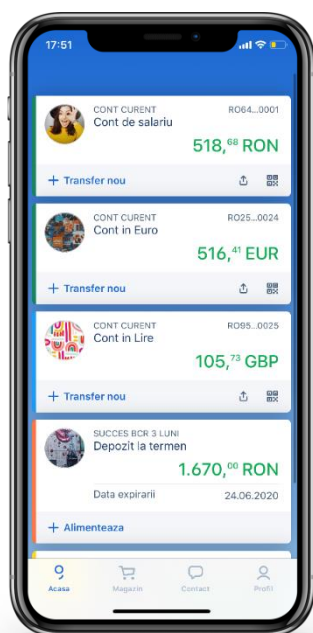 17:51
CONT CURENT RO64...0001
Cont de salariu
518,⁶⁸ RON
+ Transfer nou
CONT CURENT RO25...0024
Cont in Euro
516,⁴¹ EUR
+ Transfer nou
CONT CURENT RO95...0025
Cont in Lire
105,⁷³ GBP
+ Transfer nou
SUCCES BCR 3 LUNI
Depozit la termen
1.670,⁰⁰ RON
Data expirarii 24.06.2020
+ Alimenteaza
Acasa Magazin Contact Profil